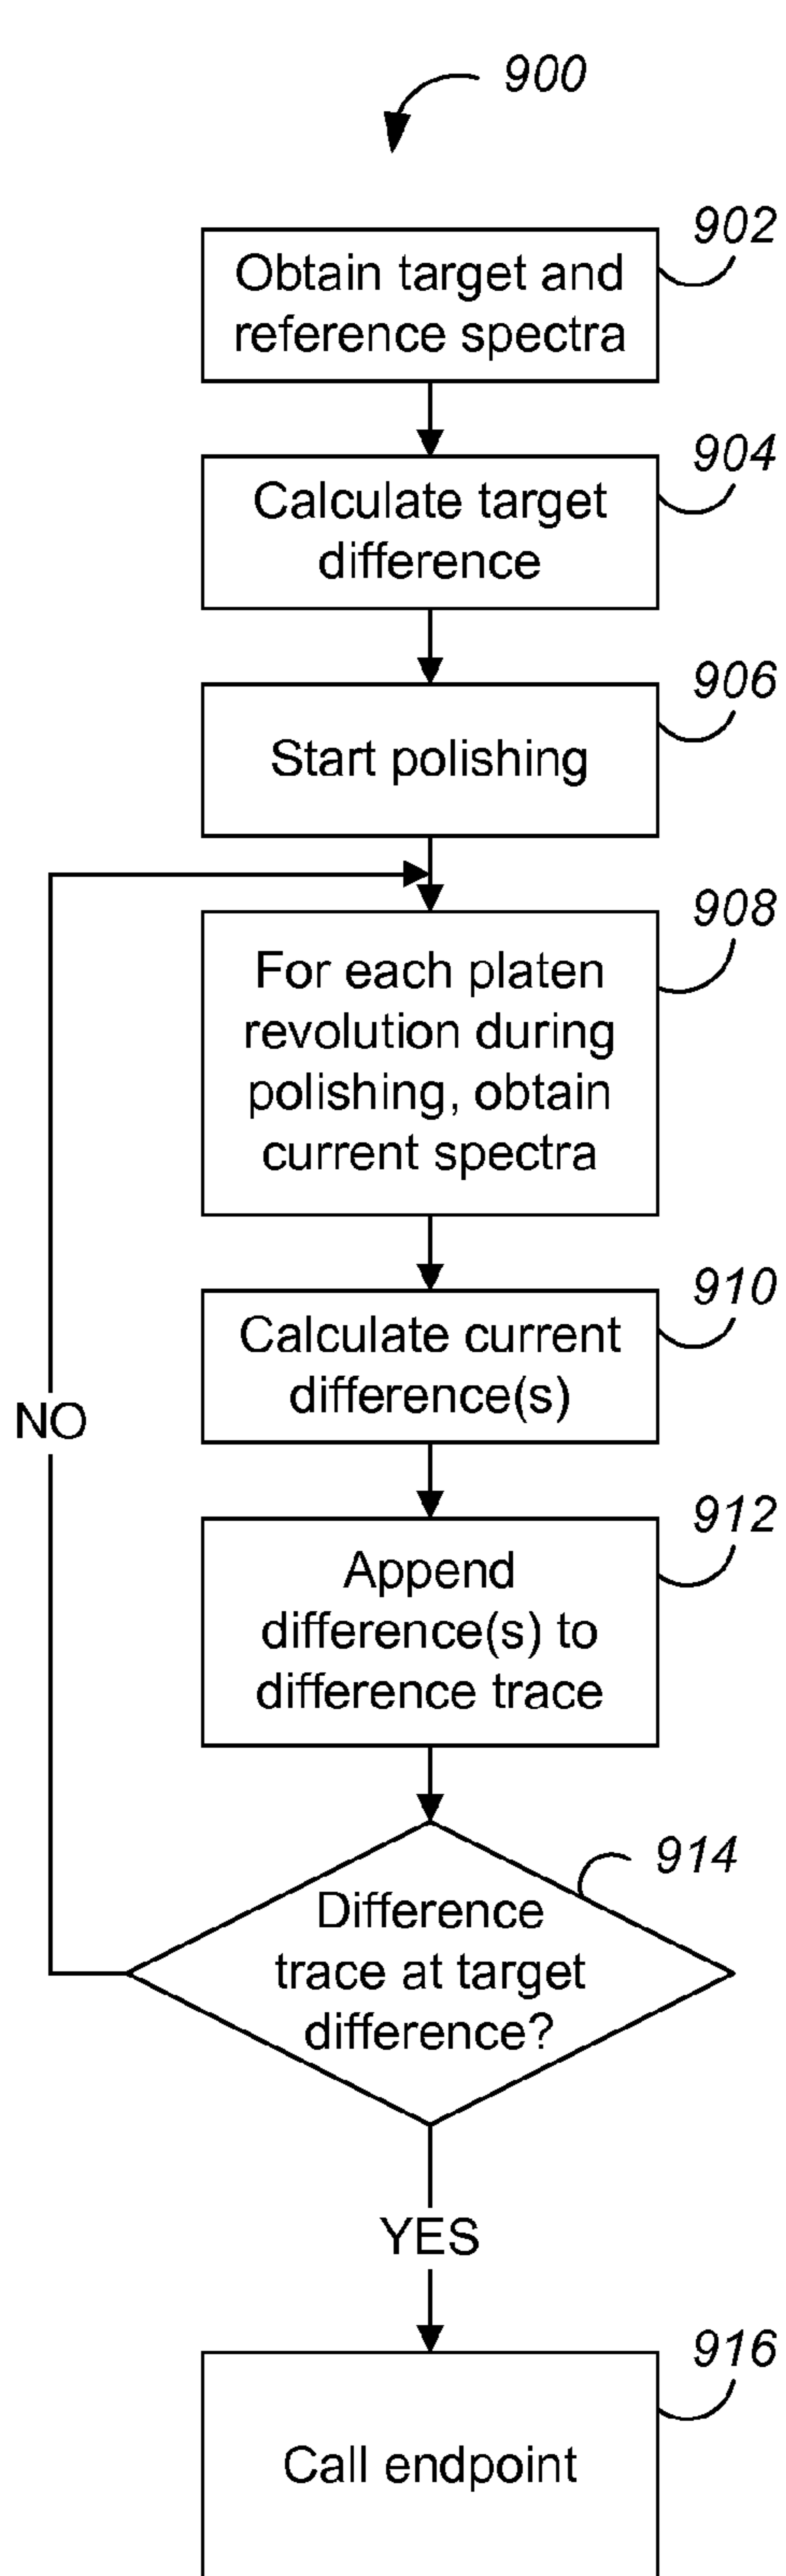 900
902
Obtain target and
reference spectra
904
Calculate target
difference
906
Start polishing
908
For each platen
revolution during
polishing, obtain
current spectra
910
Calculate current
difference(s)
NO
912
Append
difference(s) to
difference trace
914
Difference
trace at target
difference?
YES
916
Call endpoint